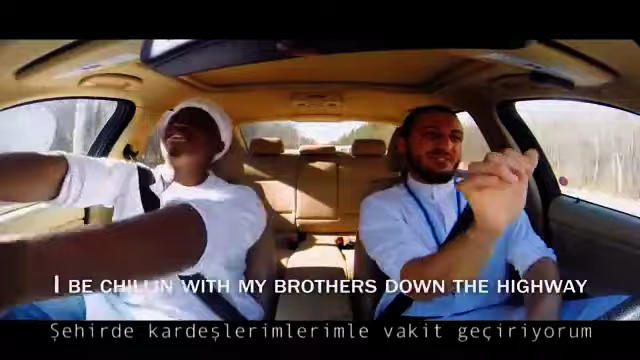 I BE CHILLIN WITH MY BROTHERS DOWN THE HIGHWAY
Şehirde kardeşlerimlerimle vakit geçiriyorum